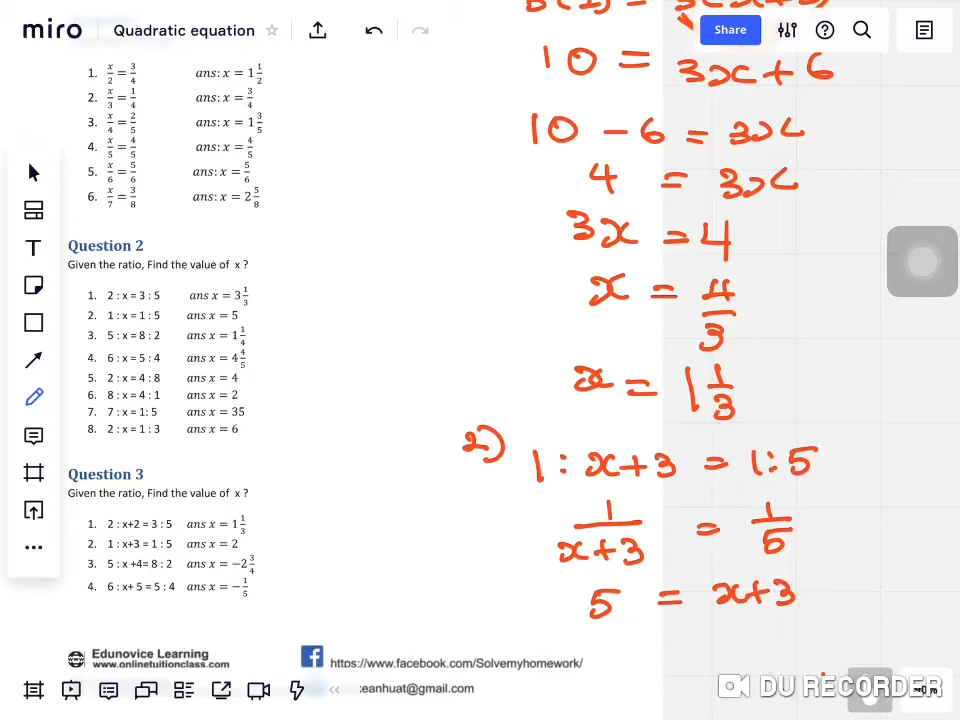 miro Quadratic equation Share
1. x/2 = 3/4 ans: x = 1 1/2
2. x/3 = 1/4 ans: x = 3/4
3. x/4 = 2/5 ans: x = 1 3/5
4. x/5 = 4/5 ans: x = 4/5
5. x/6 = 5/6 ans: x = 5/6
6. x/7 = 3/8 ans: x = 2 5/8
Question 2
Given the ratio, Find the value of x ?
1. 2 : x = 3 : 5 ans x = 3 1/3
2. 1 : x = 1 : 5 ans x = 5
3. 5 : x = 8 : 2 ans x = 1 1/4
4. 6 : x = 5 : 4 ans x = 4 4/5
5. 2 : x = 4 : 8 ans x = 4
6. 8 : x = 4 : 1 ans x = 2
7. 7 : x = 1: 5 ans x = 35
8. 2 : x = 1 : 3 ans x = 6
Question 3
Given the ratio, Find the value of x ?
1. 2 : x+2 = 3 : 5 ans x = 1 1/3
2. 1 : x+3 = 1 : 5 ans x = 2
3. 5 : x +4= 8 : 2 ans x = −2 3/4
4. 6 : x+ 5 = 5 : 4 ans x = − 1/5
10 = 3x + 6
10 − 6 = 3x
4 = 3x
3x = 4
x = 4/3
x = 1 1/3
2) 1 : x+3 = 1:5
1/(x+3) = 1/5
5 = x+3
Edunovice Learning
www.onlinetuitionclass.com
https://www.facebook.com/Solvemyhomework/
keanhuat@gmail.com
DU RECORDER